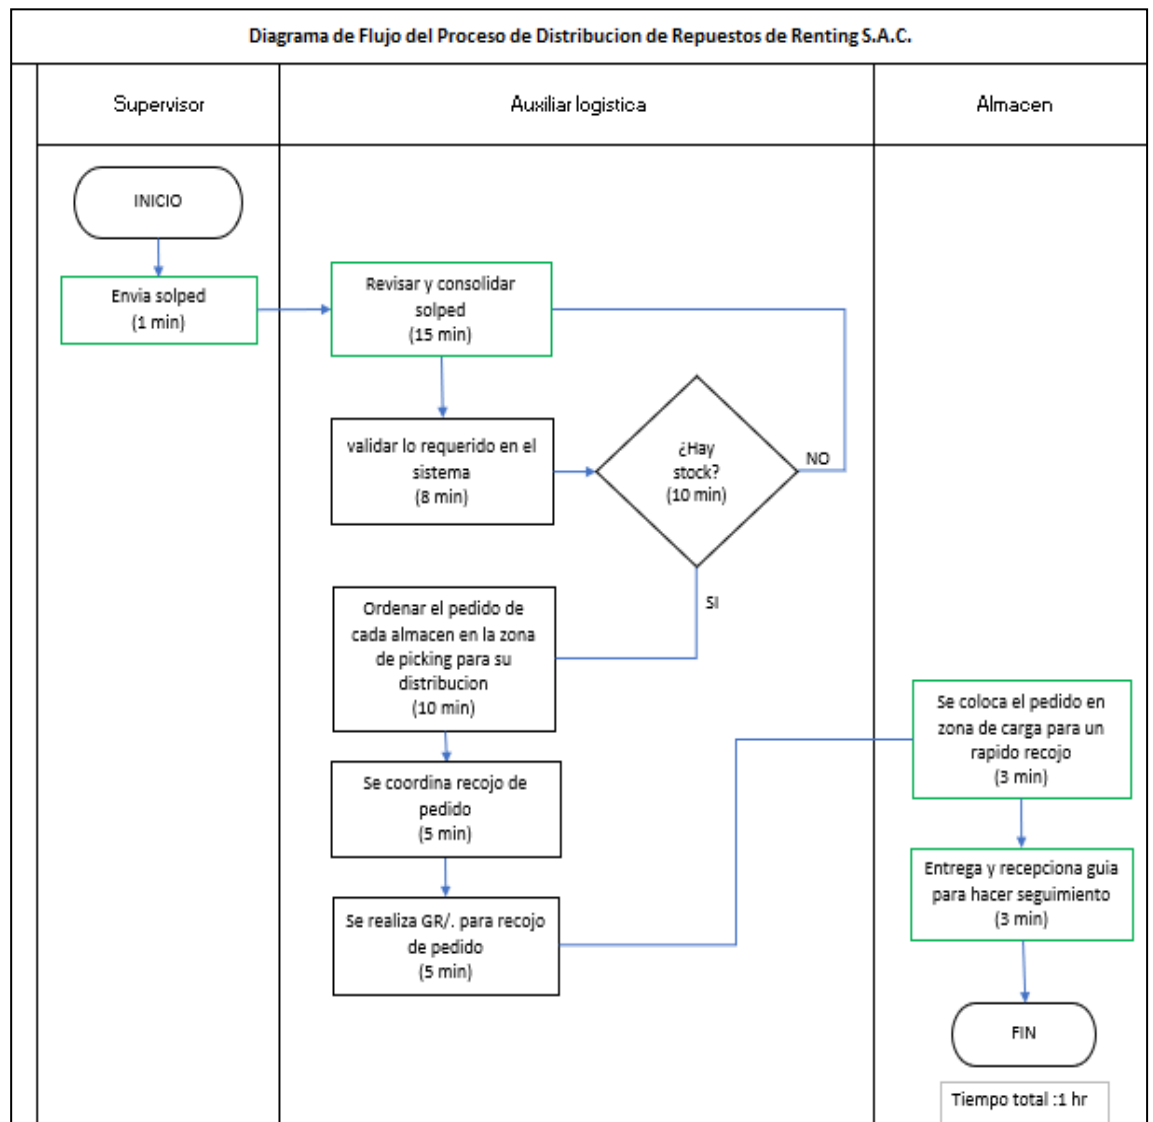 Diagrama de Flujo del Proceso de Distribucion de Repuestos de Renting S.A.C.
Supervisor
Auxiliar logistica
Almacen
INICIO
Envia solped
(1 min)
Revisar y consolidar
solped
(15 min)
validar lo requerido en el
sistema
(8 min)
¿Hay
stock?
(10 min)
NO
SI
Ordenar el pedido de
cada almacen en la zona
de picking para su
distribucion
(10 min)
Se coordina recojo de
pedido
(5 min)
Se realiza GR/. para recojo
de pedido
(5 min)
Se coloca el pedido en
zona de carga para un
rapido recojo
(3 min)
Entrega y recepciona guia
para hacer seguimiento
(3 min)
FIN
Tiempo total :1 hr